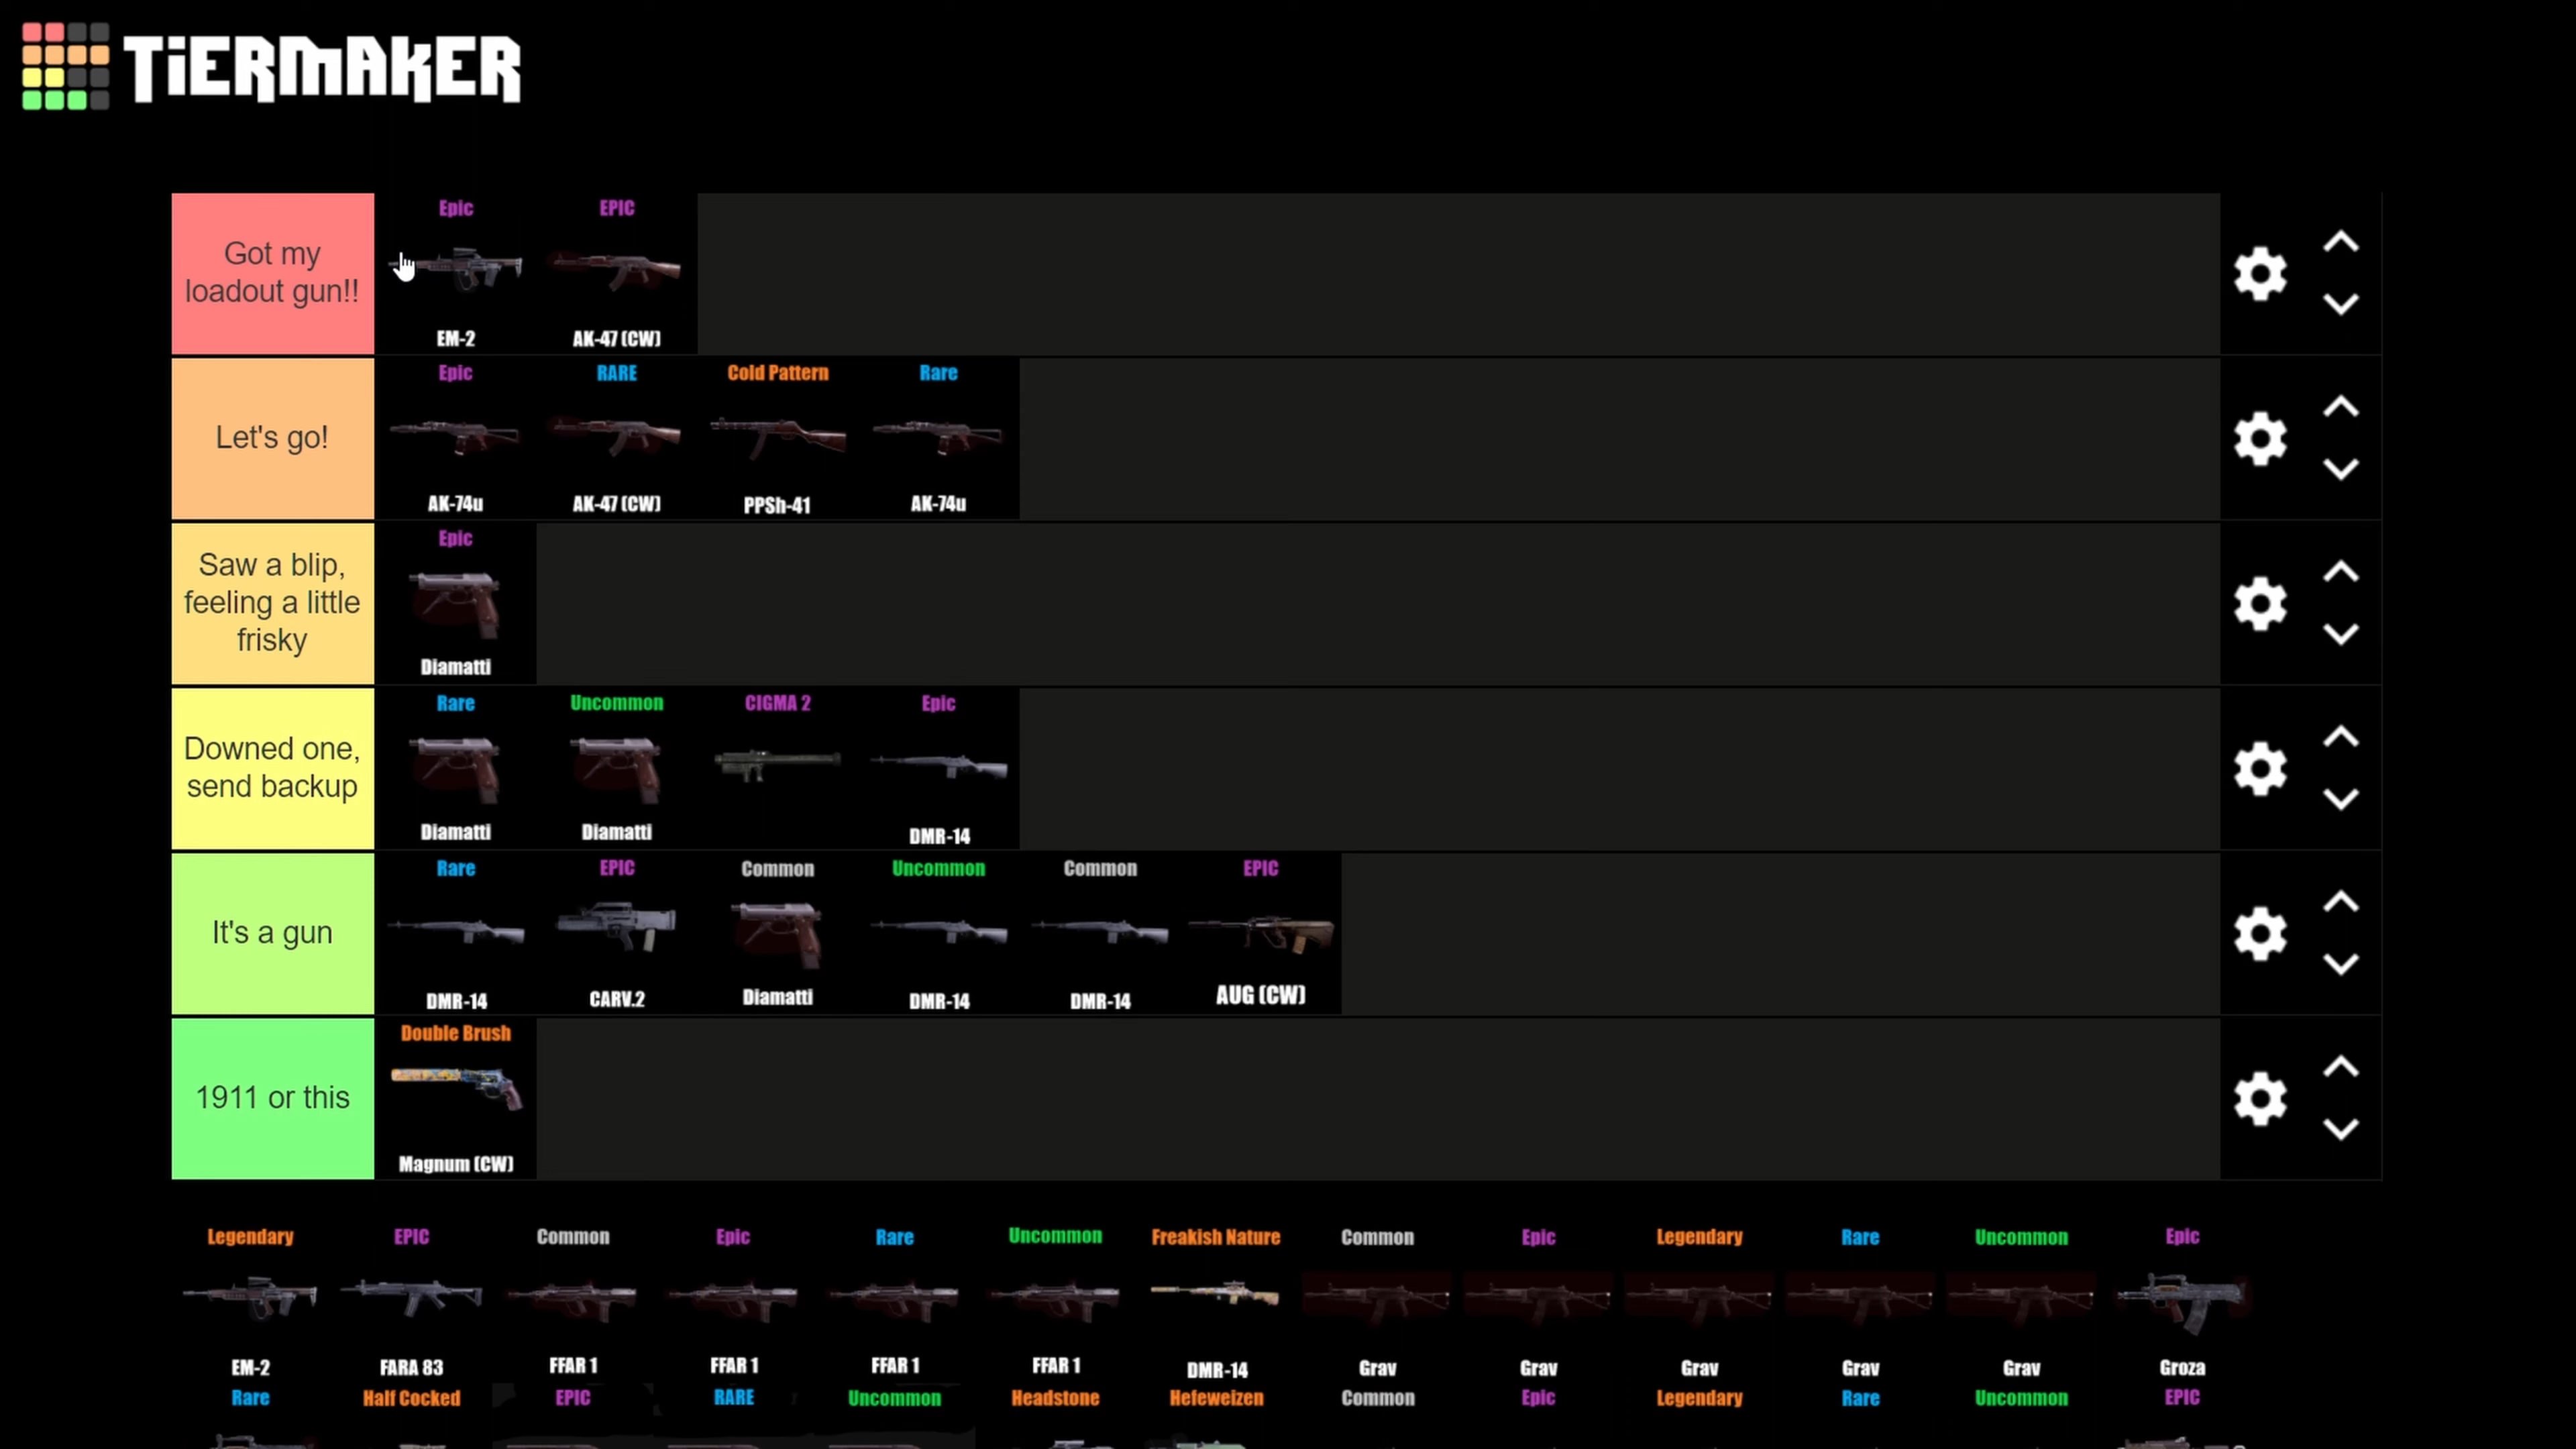 TiERMAKER
Got my
loadout gun!!
Epic
EPIC
EM-2
AK-47 (CW)
Let's go!
Epic
RARE
Cold Pattern
Rare
AK-74u
AK-47 (CW)
PPSh-41
AK-74u
Saw a blip,
feeling a little
frisky
Epic
Diamatti
Downed one,
send backup
Rare
Uncommon
CIGMA 2
Epic
Diamatti
Diamatti
DMR-14
It's a gun
Rare
EPIC
Common
Uncommon
Common
EPIC
DMR-14
CARV.2
Diamatti
DMR-14
DMR-14
AUG (CW)
1911 or this
Double Brush
Magnum (CW)
Legendary
EPIC
Common
Epic
Rare
Uncommon
Freakish Nature
Common
Epic
Legendary
Rare
Uncommon
Epic
EM-2
FARA 83
FFAR 1
FFAR 1
FFAR 1
FFAR 1
DMR-14
Grav
Grav
Grav
Grav
Grav
Groza
Rare
Half Cocked
EPIC
RARE
Uncommon
Headstone
Hefeweizen
Common
Epic
Legendary
Rare
Uncommon
EPIC